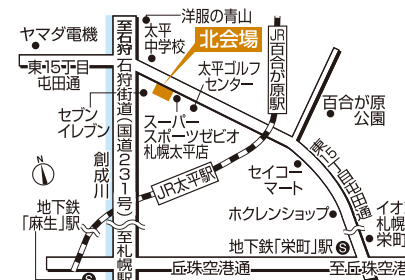 洋服の青山
至石狩
太平
中学校
北会場
ヤマダ電機
東15丁目
屯田通
太平ゴルフ
センター
JR百合が原駅
百合が原
公園
石狩街道(国道231号)
セブン
イレブン
スーパー
スポーツゼビオ
札幌太平店
創成川
N
JR太平駅
東15丁目屯田通
セイコー
マート
ホクレンショップ
地下鉄
「麻生」駅
イオン
札幌
栄
地下鉄「栄町」駅
S
至札幌駅
丘珠空港通
至丘珠空港
S